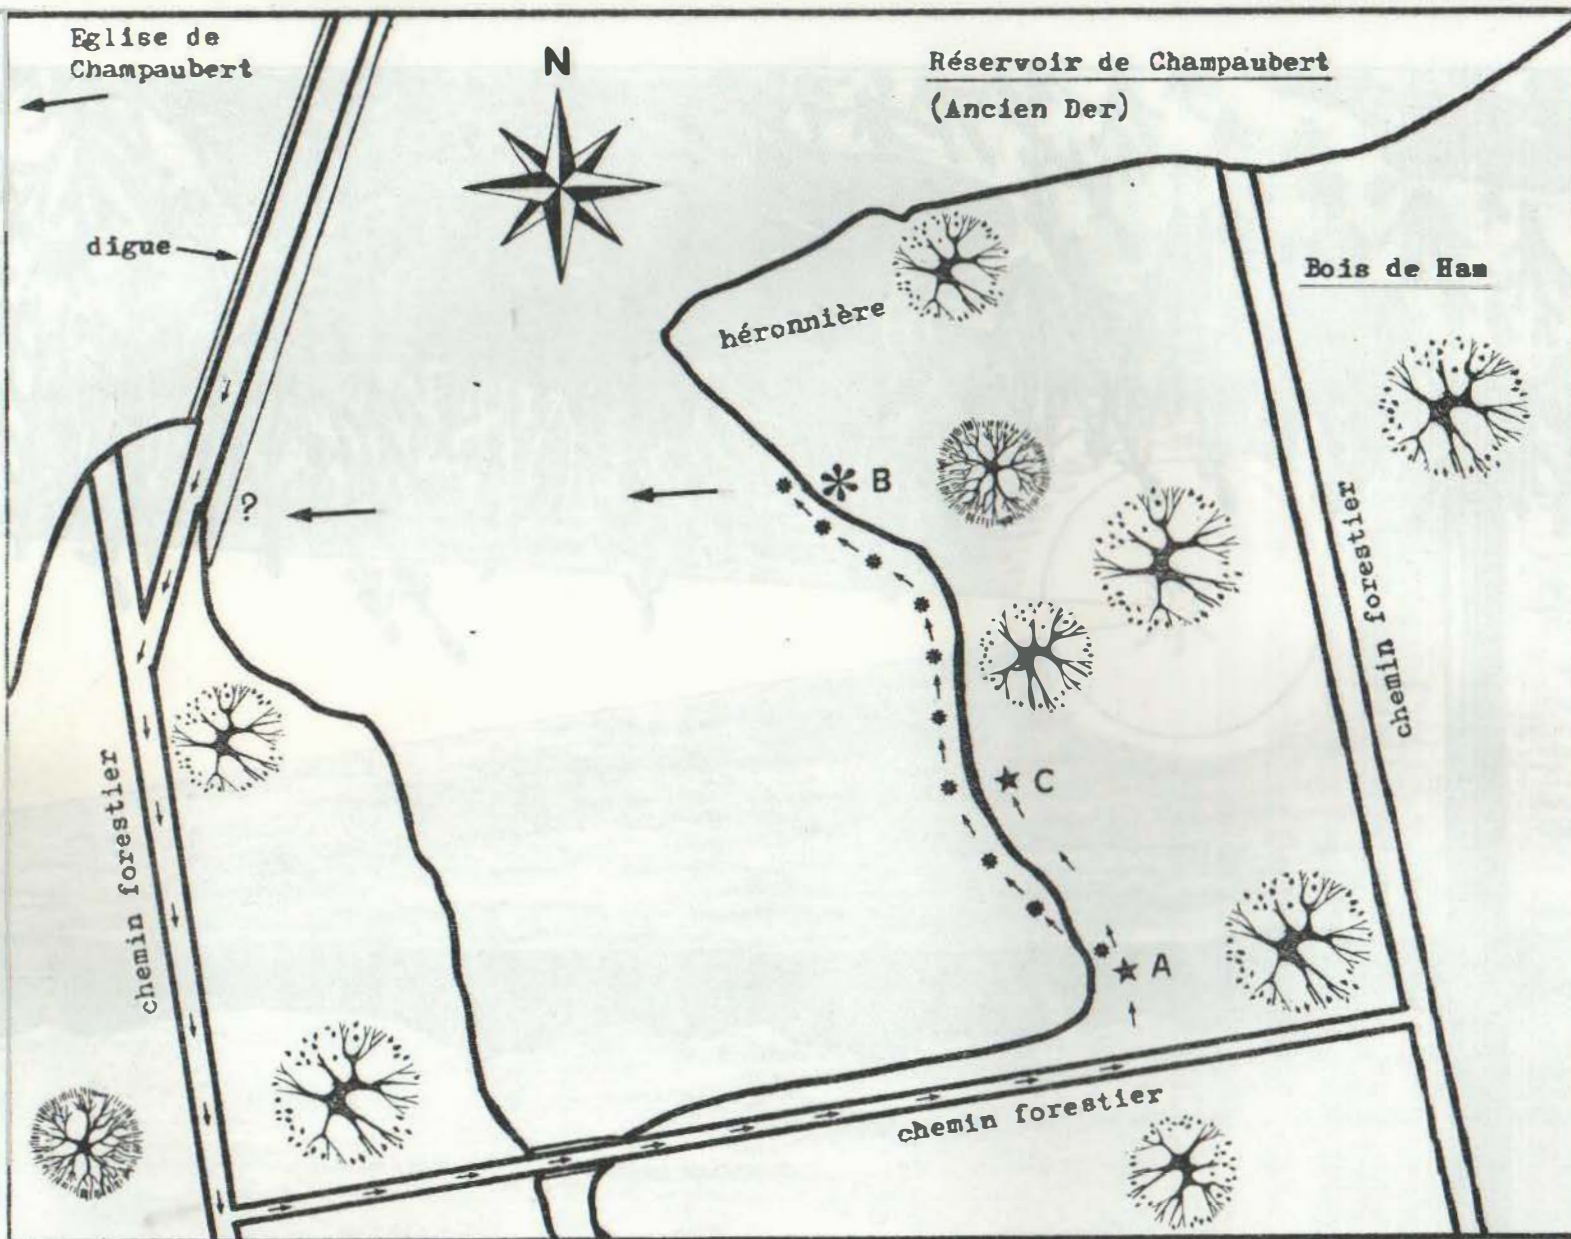 Eglise de
Champaubert
N
Réservoir de Champaubert
(Ancien Der)
digue
Bois de Ham
héronnière
B
?
chemin forestier
C
chemin forestier
A
chemin forestier